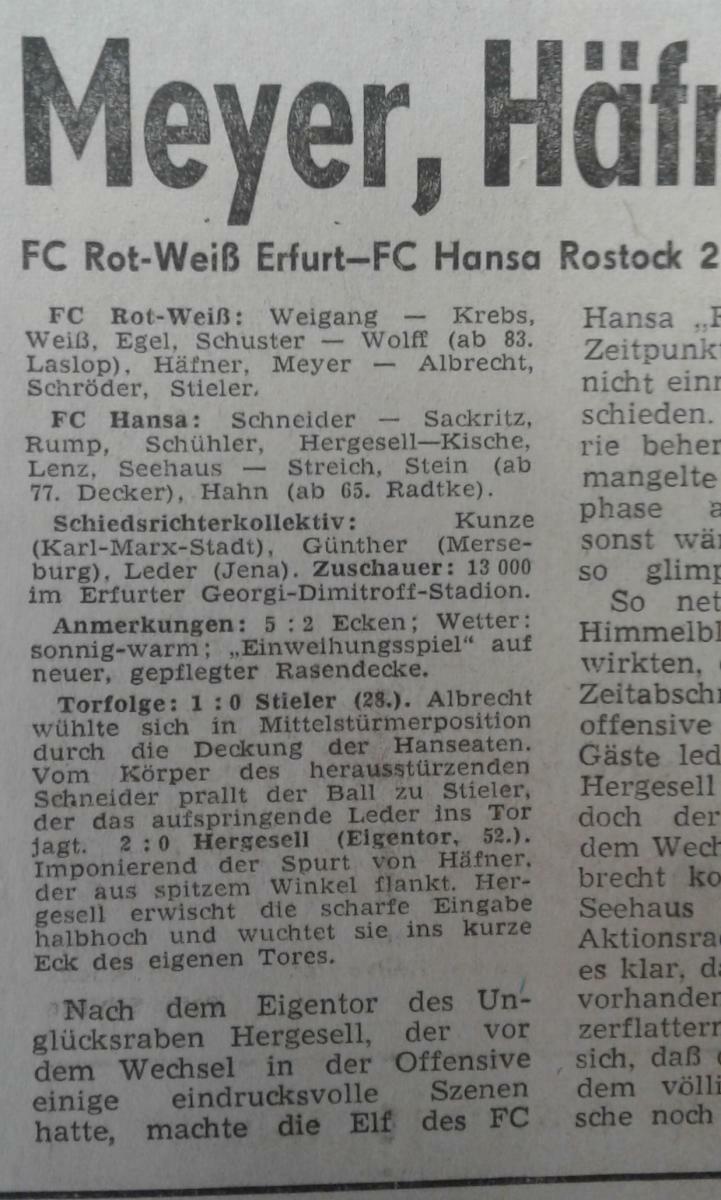 Meyer, Häfn
FC Rot-Weiß Erfurt—FC Hansa Rostock 2
FC Rot-Weiß: Weigang — Krebs,
Weiß, Egel, Schuster — Wolff (ab 83.
Laslop), Häfner, Meyer — Albrecht,
Schröder, Stieler.
FC Hansa: Schneider — Sackritz,
Rump, Schühler, Hergesell—Kische,
Lenz, Seehaus — Streich, Stein (ab
77. Decker), Hahn (ab 65. Radtke).
Schiedsrichterkollektiv: Kunze
(Karl-Marx-Stadt), Günther (Merse-
burg), Leder (Jena). Zuschauer: 13 000
im Erfurter Georgi-Dimitroff-Stadion.
Anmerkungen: 5 : 2 Ecken; Wetter:
sonnig-warm; „Einweihungsspiel“ auf
neuer, gepflegter Rasendecke.
Torfolge: 1 : 0 Stieler (28.). Albrecht
wühlte sich in Mittelstürmerposition
durch die Deckung der Hanseaten.
Vom Körper des herausstürzenden
Schneider prallt der Ball zu Stieler,
der das aufspringende Leder ins Tor
jagt. 2 : 0 Hergesell (Eigentor, 52.).
Imponierend der Spurt von Häfner,
der aus spitzem Winkel flankt. Her-
gesell erwischt die scharfe Eingabe
halbhoch und wuchtet sie ins kurze
Eck des eigenen Tores.
Nach dem Eigentor des Un-
glücksraben Hergesell, der vor
dem Wechsel in der Offensive
einige eindrucksvolle Szenen
hatte, machte die Elf des FC
Hansa „
Zeitpunkt
nicht einm
schieden.
rie beher
mangelte
phase a
sonst wär
so glimp
So net
Himmelbl
wirkten,
Zeitabschn
offensive
Gäste led
Hergesell
doch der
dem Wech
brecht ko
Seehaus
Aktionsrad
es klar, da
vorhanden
zerflattern
sich, daß
dem völli
sche noch